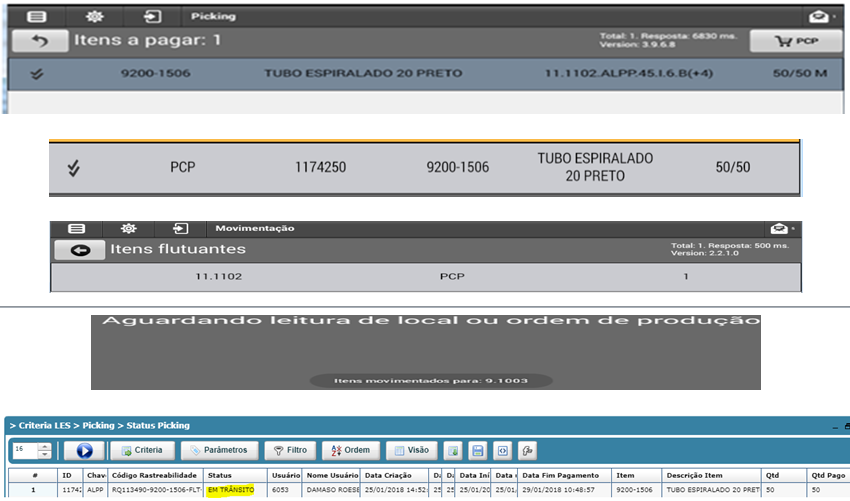 Picking
Itens a pagar: 1
Total: 1. Resposta: 6830 ms.
Version: 3.9.6.8
PCP
9200-1506 TUBO ESPIRALADO 20 PRETO 11.1102.ALPP.45.I.6.B(+4) 50/50 M
PCP 1174250 9200-1506 TUBO ESPIRALADO 50/50
20 PRETO
Movimentação
Itens flutuantes
Total: 1. Resposta: 500 ms.
Version: 2.2.1.0
11.1102 PCP 1
Aguardando leitura de local ou ordem de produção
Itens movimentados para: 9.1003
> Criteria LES > Picking > Status Picking
16 Criteria Parâmetros Filtro Ordem Visão
# ID Chav Código Rastreabilidade Status Usuário Nome Usuário Data Criação Da Da Data Iní Data Data Fim Pagamento Item Descrição Item Qtd Qtd Pago
1 1174 ALPP RQ113490-9200-1506-FLT- EM TRÂNSITO 6053 DAMASO ROESE 25/01/2018 14:52: 25 25 25/01/20 25/01, 29/01/2018 10:48:57 9200-1506 TUBO ESPIRALADO 20 PRET 50 50